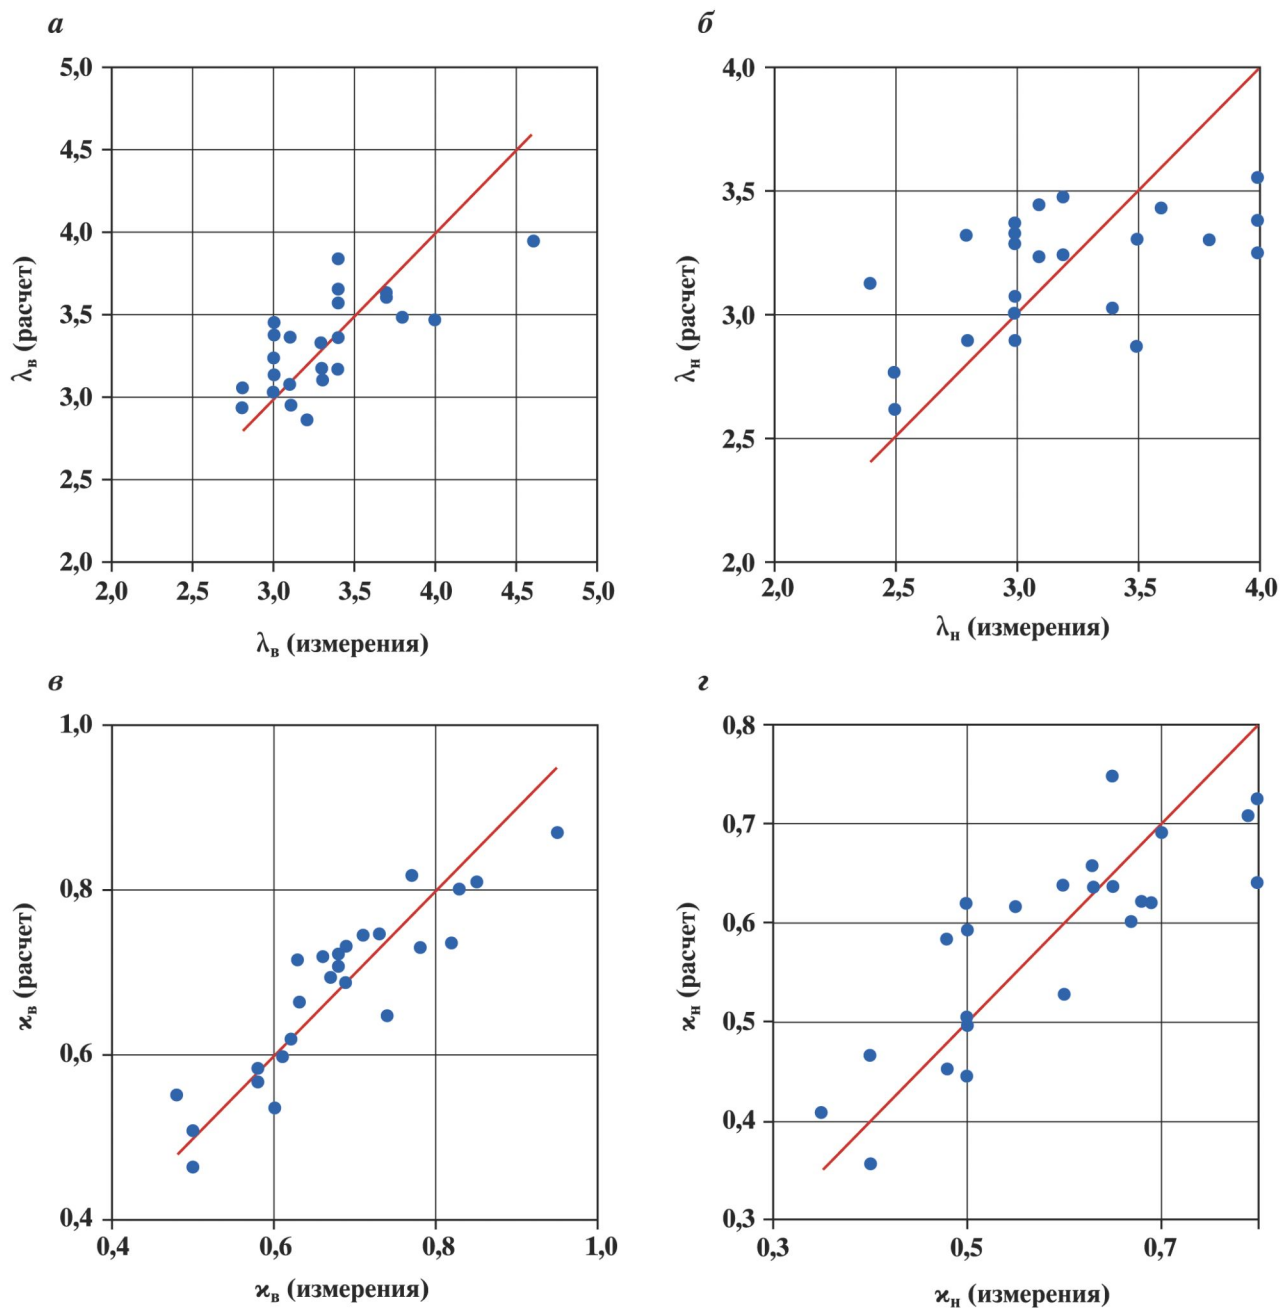 а
5,0
4,5
4,0
3,5
3,0
2,5
2,0
2,0 2,5 3,0 3,5 4,0 4,5 5,0
λв (расчет)
λв (измерения)
б
4,0
3,5
3,0
2,5
2,0
2,0 2,5 3,0 3,5 4,0
λн (расчет)
λн (измерения)
в
1,0
0,8
0,6
0,4
0,4 0,6 0,8 1,0
ϰв (расчет)
ϰв (измерения)
г
0,8
0,7
0,6
0,5
0,4
0,3
0,3 0,5 0,7
ϰн (расчет)
ϰн (измерения)